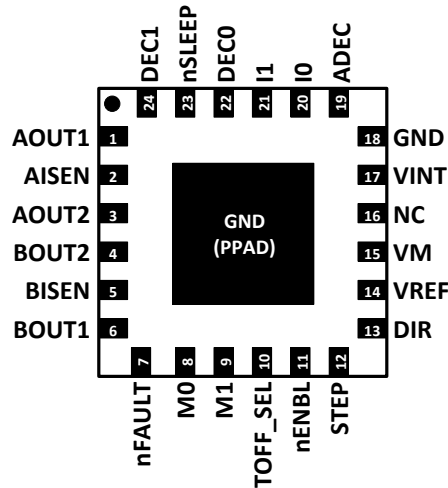 DEC1 nSLEEP DEC0 I1 I0 ADEC
24 23 22 21 20 19
AOUT1 1 18 GND
AISEN 2 17 VINT
AOUT2 3 16 NC
GND
(PPAD)
BOUT2 4 15 VM
BISEN 5 14 VREF
BOUT1 6 13 DIR
7 8 9 10 11 12
nFAULT M0 M1 TOFF_SEL nENBL STEP